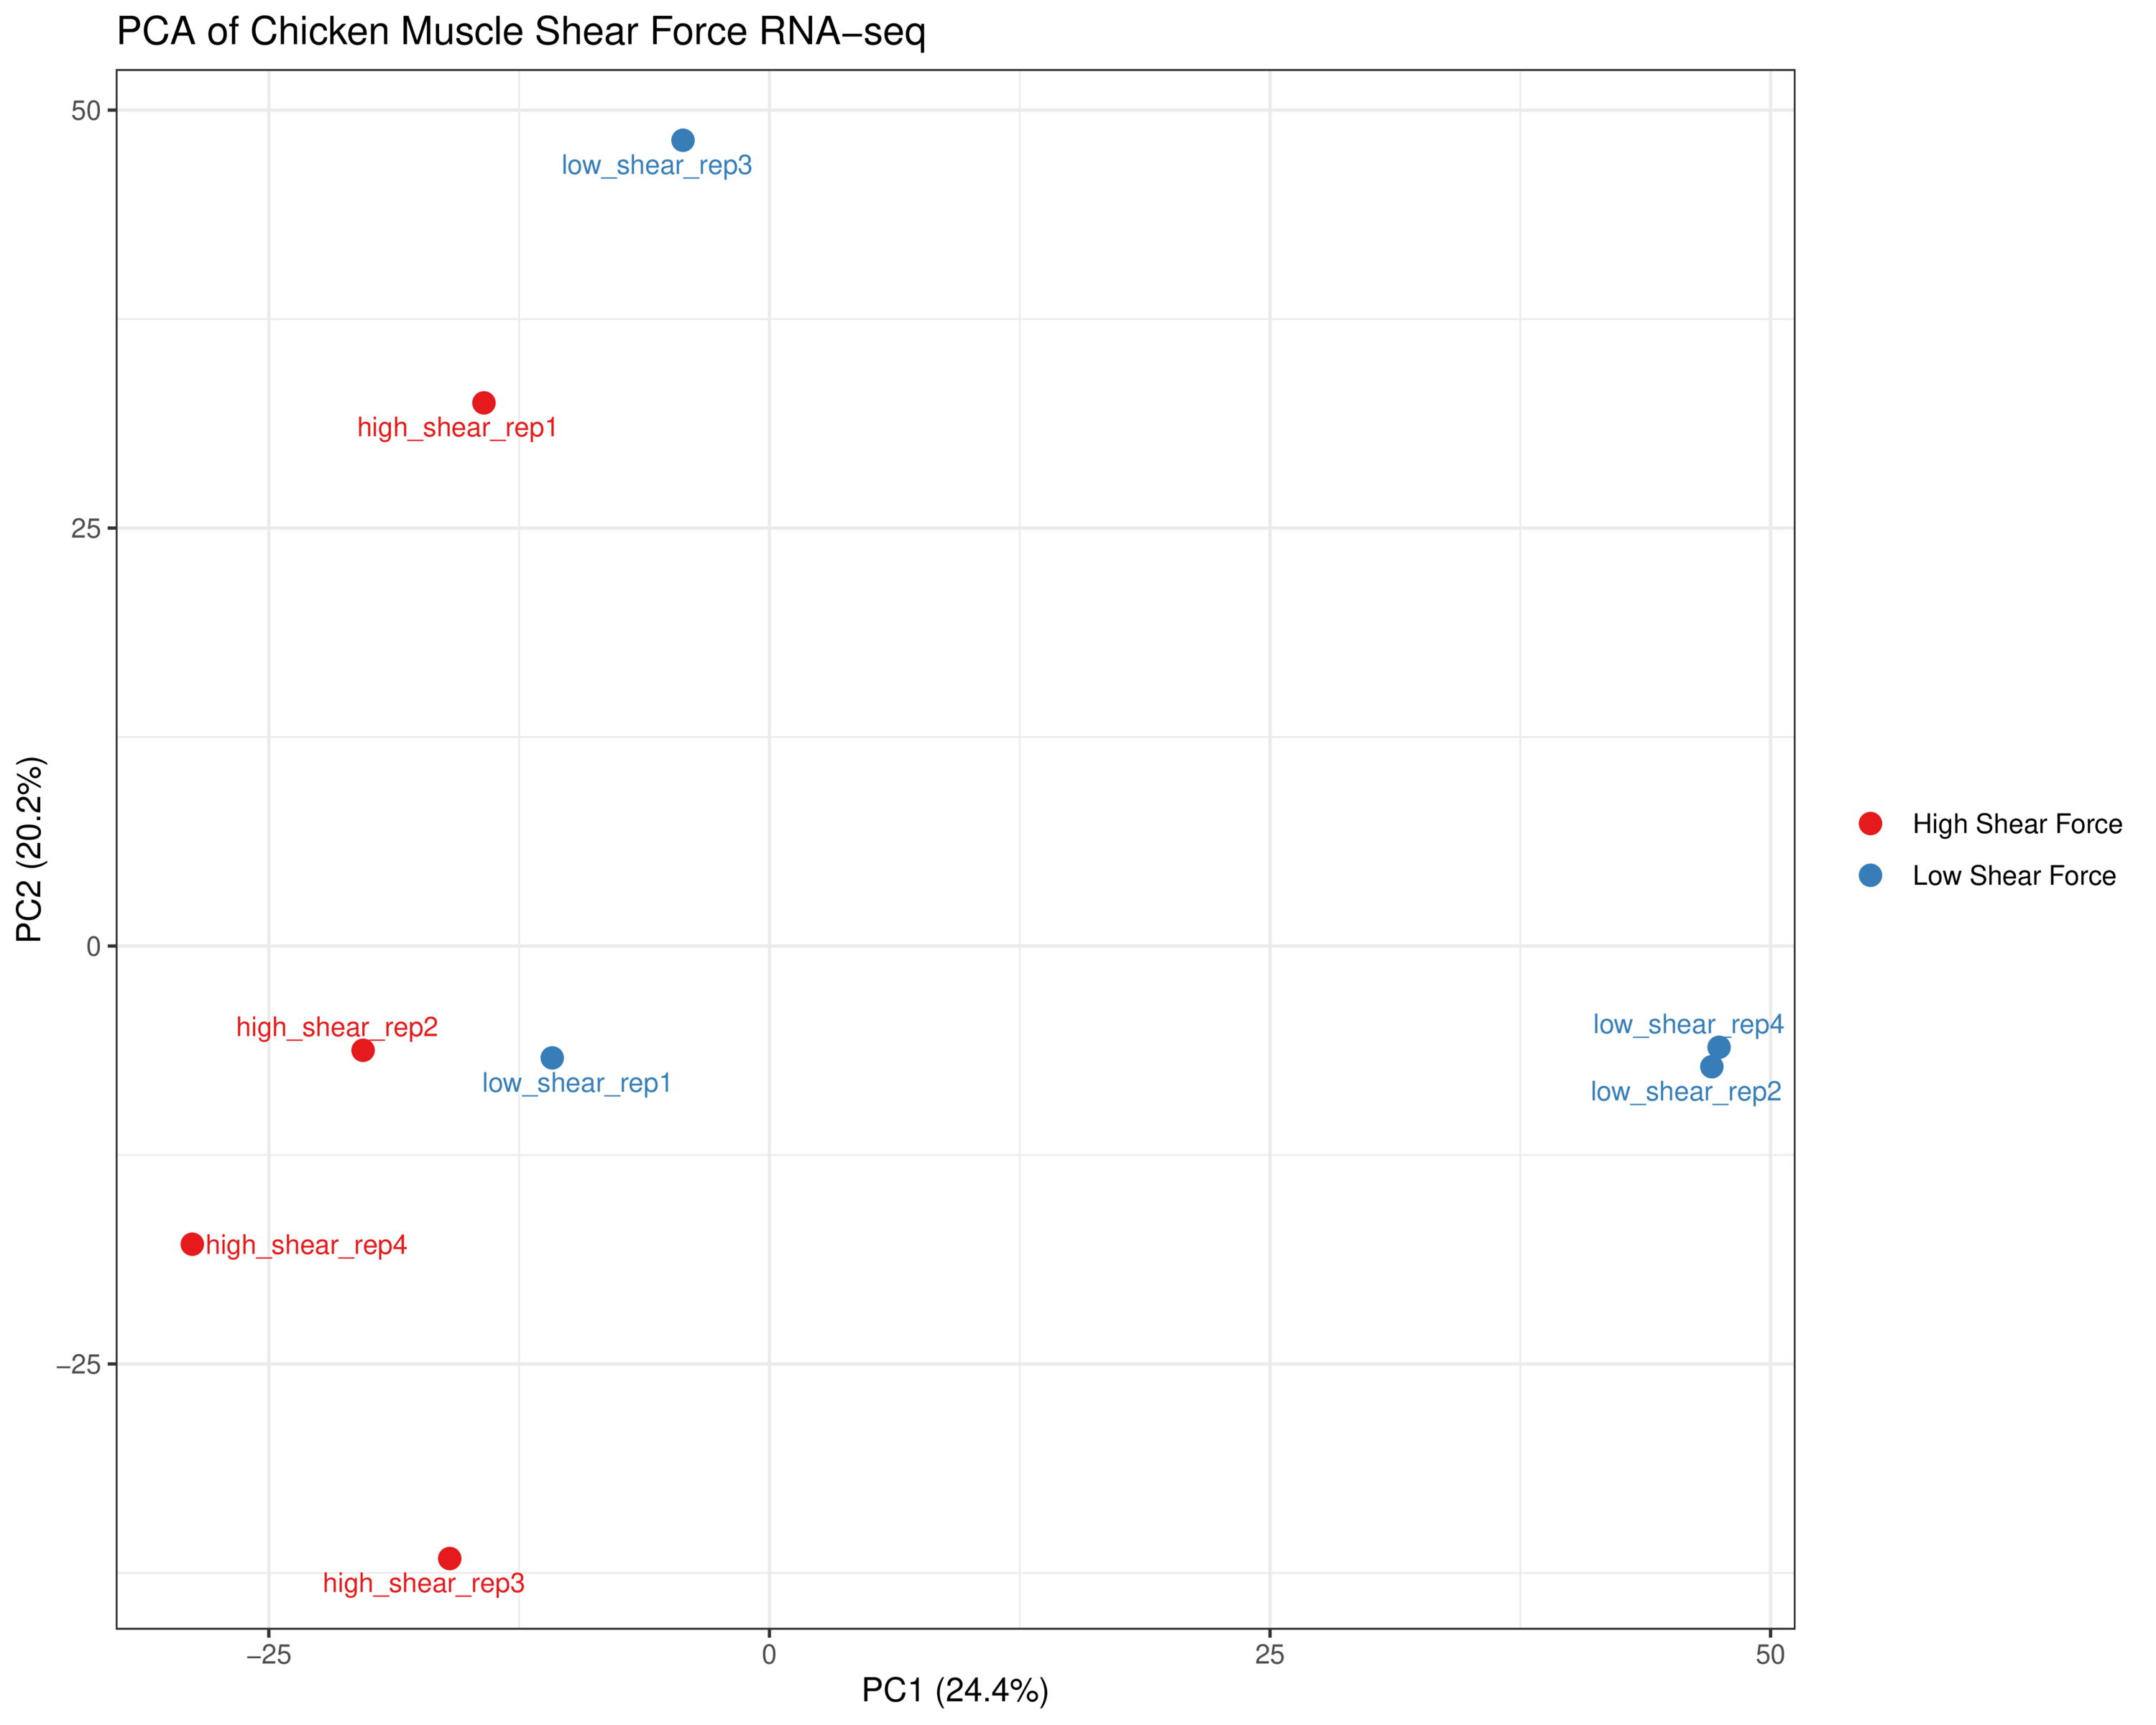 PCA of Chicken Muscle Shear Force RNA−seq
50
low_shear_rep3
high_shear_rep1
25
PC2 (20.2%)
High Shear Force
Low Shear Force
0
high_shear_rep2
low_shear_rep4
low_shear_rep1
low_shear_rep2
high_shear_rep4
−25
high_shear_rep3
−25
0
25
50
PC1 (24.4%)